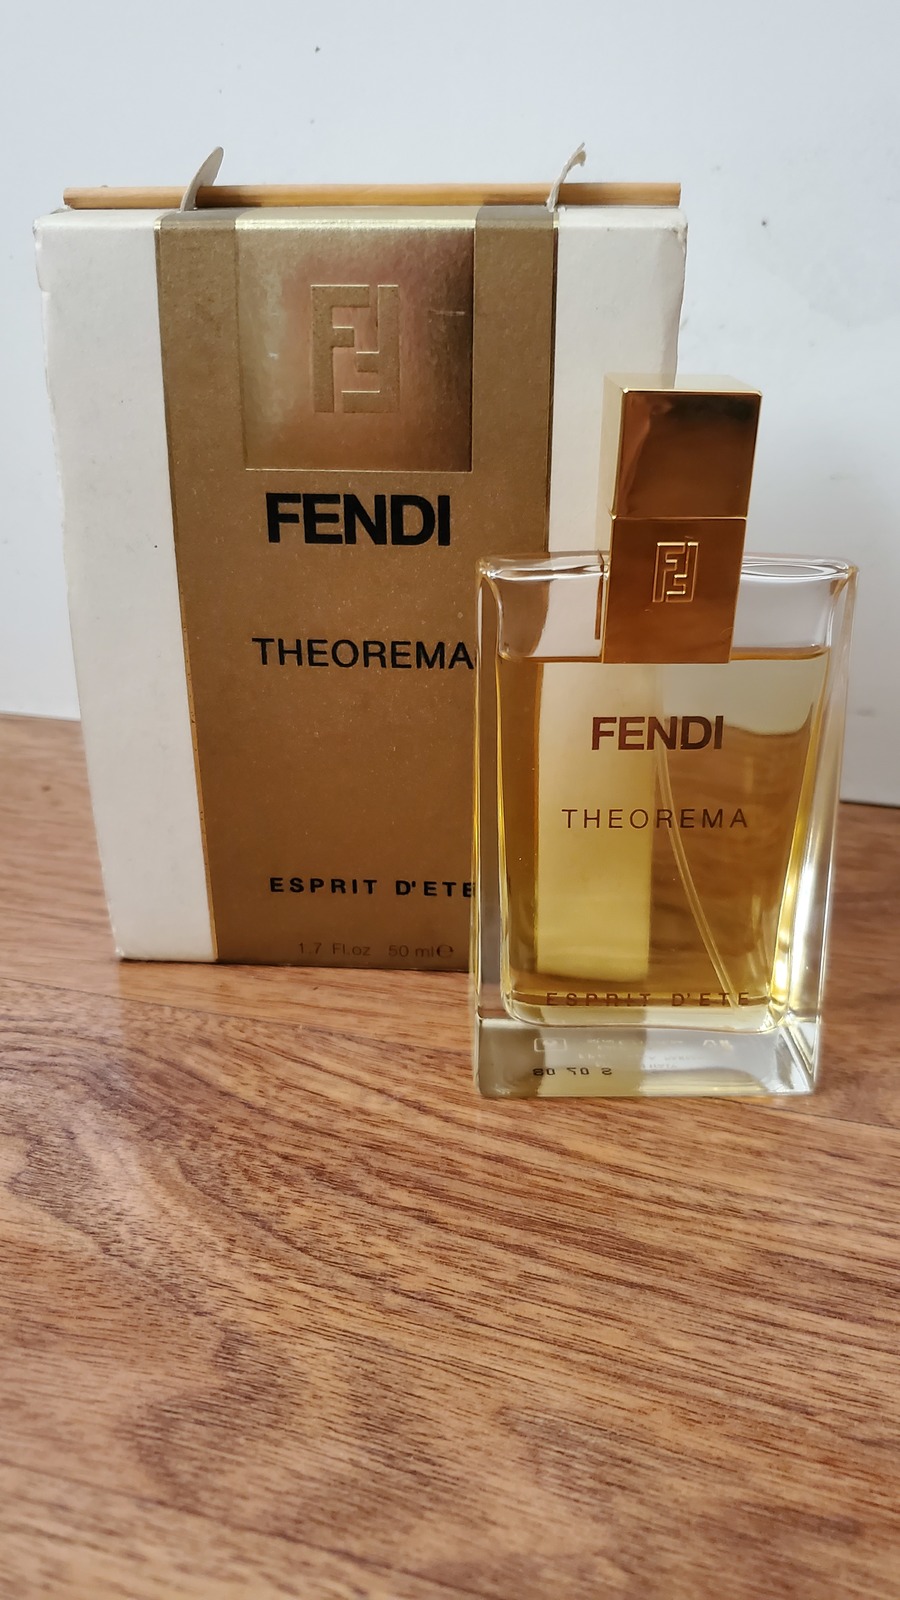 FENDI
THEOREMA
ESPRIT D'ETE
1.7 Fl.oz 50 ml℮
FENDI
THEOREMA
ESPRIT D'ETE